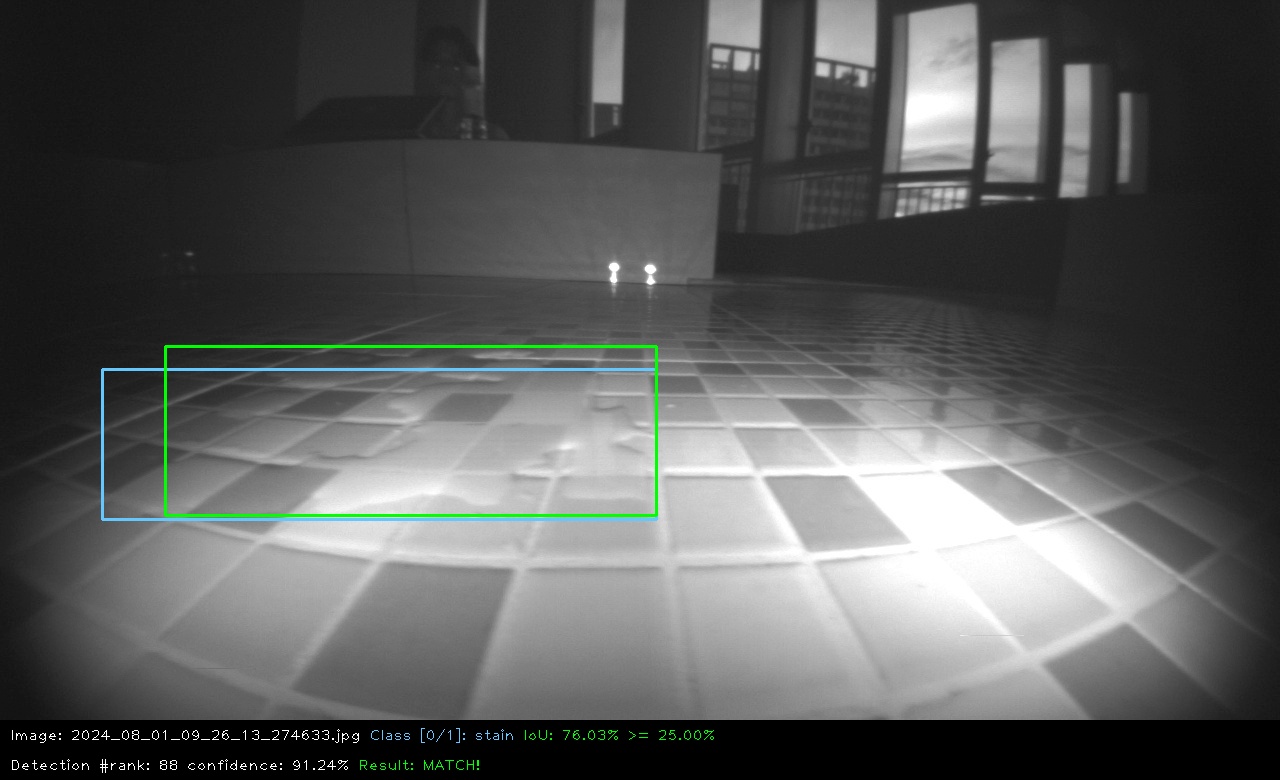 Image: 2024_08_01_09_26_13_274633.jpg Class [0/1]: stain IoU: 76.03% >= 25.00%
Detection #rank: 88 confidence: 91.24% Result: MATCH!